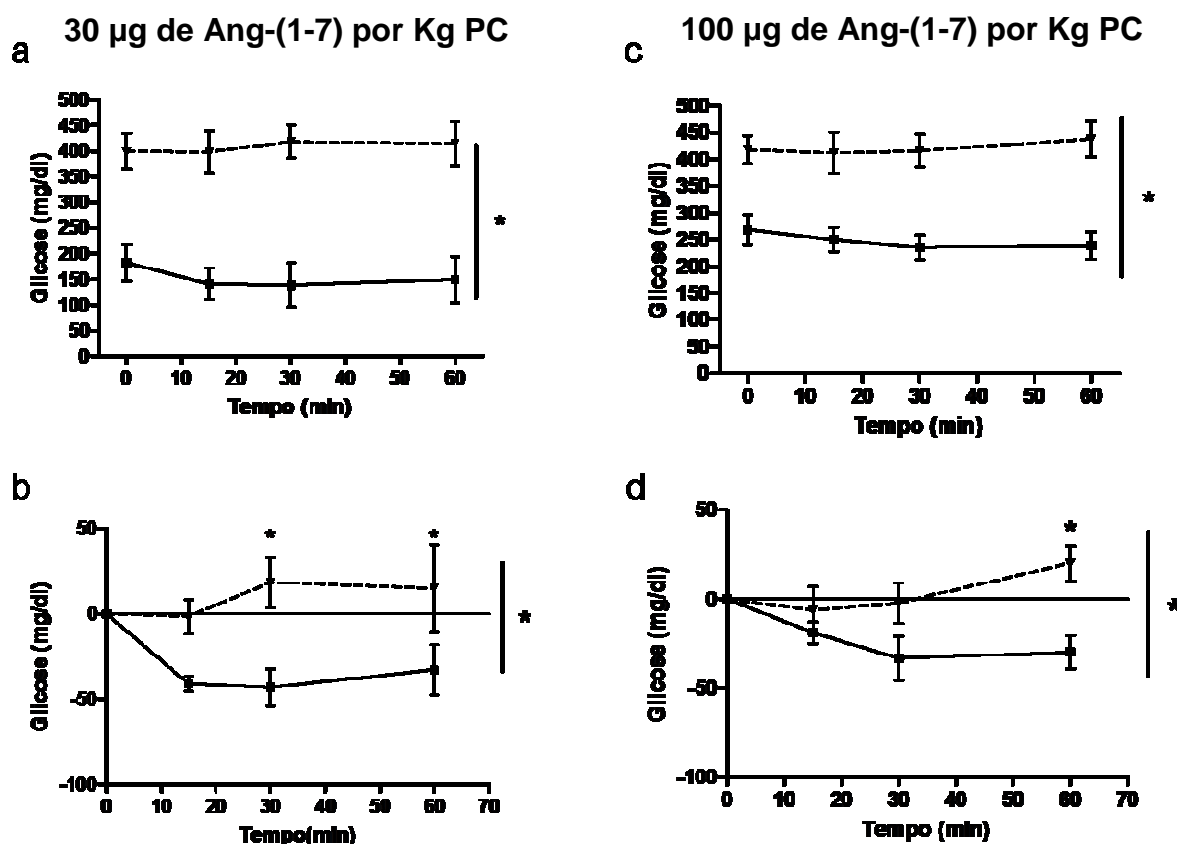 30 µg de Ang-(1-7) por Kg PC
a
500
450
400
350
300
250
200
150
100
50
0
Glicose (mg/dl)
*
0 10 20 30 40 50 60
Tempo (min)
100 µg de Ang-(1-7) por Kg PC
c
500
450
400
350
300
250
200
150
100
50
0
Glicose (mg/dl)
*
0 10 20 30 40 50 60
Tempo (min)
b
50
0
-50
-100
Glicose (mg/dl)
* *
*
0 10 20 30 40 50 60 70
Tempo(min)
d
50
0
-50
-100
Glicose (mg/dl)
*
*
0 10 20 30 40 50 60 70
Tempo (min)